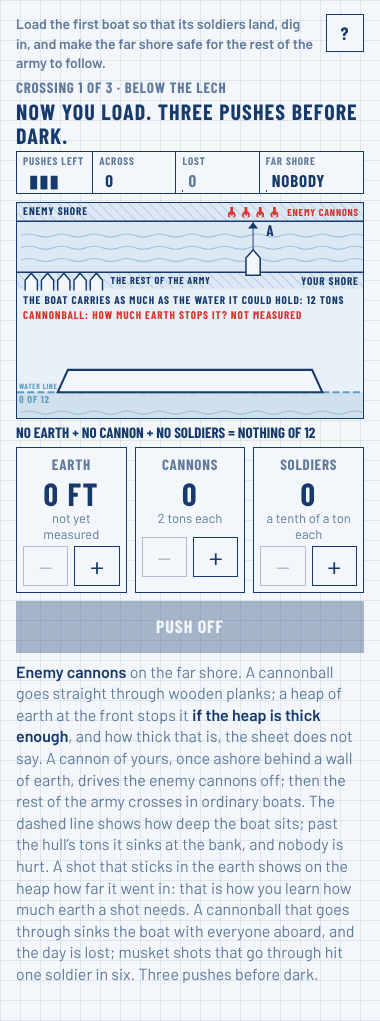 Load the first boat so that its soldiers land, dig
in, and make the far shore safe for the rest of the
army to follow.
?
CROSSING 1 OF 3 · BELOW THE LECH
NOW YOU LOAD. THREE PUSHES BEFORE
DARK.
PUSHES LEFT
ACROSS
0
LOST
0
FAR SHORE
NOBODY
ENEMY SHORE
ENEMY CANNONS
A
THE REST OF THE ARMY
YOUR SHORE
THE BOAT CARRIES AS MUCH AS THE WATER IT COULD HOLD: 12 TONS
CANNONBALL: HOW MUCH EARTH STOPS IT? NOT MEASURED
WATER LINE
0 OF 12
NO EARTH + NO CANNON + NO SOLDIERS = NOTHING OF 12
EARTH
0 FT
not yet
measured
− +
CANNONS
0
2 tons each
− +
SOLDIERS
0
a tenth of a ton
each
− +
PUSH OFF
Enemy cannons on the far shore. A cannonball
goes straight through wooden planks; a heap of
earth at the front stops it if the heap is thick
enough, and how thick that is, the sheet does not
say. A cannon of yours, once ashore behind a wall
of earth, drives the enemy cannons off; then the
rest of the army crosses in ordinary boats. The
dashed line shows how deep the boat sits; past
the hull's tons it sinks at the bank, and nobody is
hurt. A shot that sticks in the earth shows on the
heap how far it went in: that is how you learn how
much earth a shot needs. A cannonball that goes
through sinks the boat with everyone aboard, and
the day is lost; musket shots that go through hit
one soldier in six. Three pushes before dark.